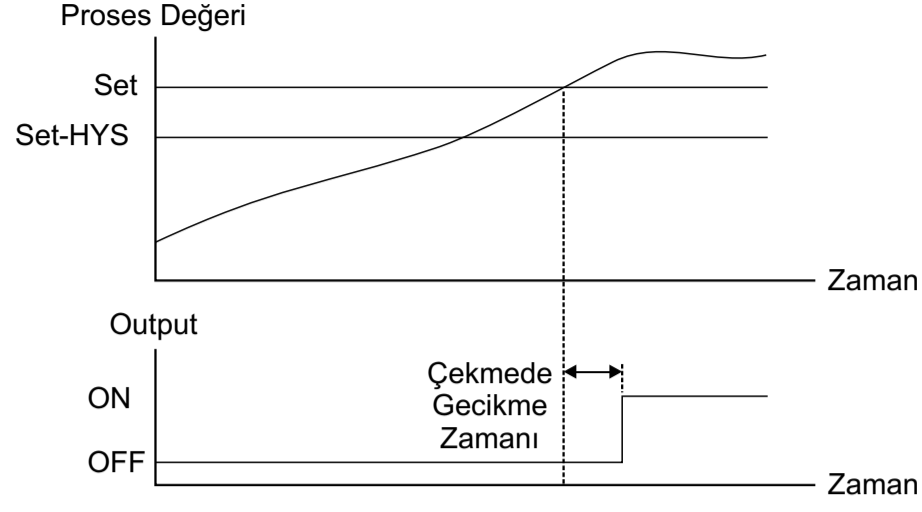 Proses Değeri
Set
Set-HYS
Zaman
Output
ON
OFF
Çekmede
Gecikme
Zamanı
Zaman